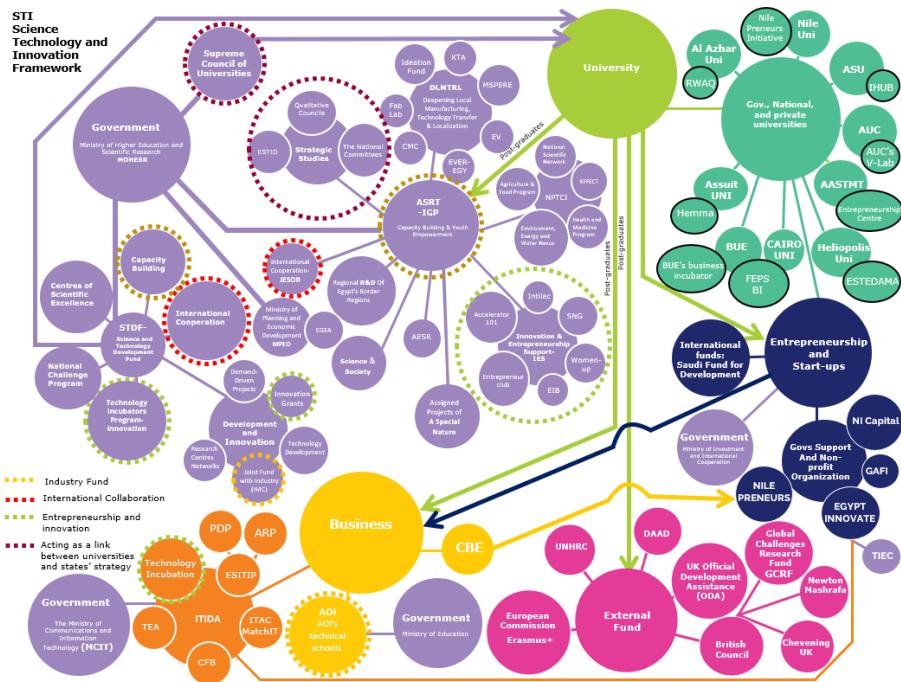 STI
Science
Technology and
Innovation
Framework
Supreme
Council of
Universities
Government
Ministry of Higher Education and
Scientific Research
MOHESR
Qualitative
Councils
ESTIO
Strategic
Studies
The National
Committees
Ideation
Fund
KTA
MSPERE
DLMTRL
Deepening Local
Manufacturing,
Technology Transfer
& Localization
Fab
Lab
CMC
EV
EVER-
EGY
University
Post-graduates
Post-graduates
Post-graduates
Nile
Preneurs
Initiative
Nile
Uni
Al Azhar
Uni
RWAQ
ASU
IHUB
Gov., National,
and private
universities
AUC
AUC's
V-Lab
AASTMT
Entrepreneurship
Centre
Assuit
UNI
Hemma
BUE
BUE's business
incubator
CAIRO
UNI
FEPS
BI
Heliopolis
Uni
ESTEDAMA
ASRT
-IGP
Capacity Building & Youth
Empowerment
National
Scientific
Network
Agriculture &
Food Program
EFFECT
NPTCI
Environment,
Energy and
Water Nexus
Health and
Medicine
Program
Capacity
Building
Centres of
Scientific
Excellence
International
Cooperation
International
Cooperation-
JESOR
Regional R&D Of
Egypt's Border
Regions
Ministry of
Planning and
Economic
Development
MPED
EGEA
Science &
Society
AESR
Assigned
Projects of
A Special
Nature
Intilac
Accelerator
101
SNG
Innovation &
Entrepreneurship
Support-
IES
Women-
up
Entrepreneur
club
EIB
STDF-
Science and
Technology
Development
Fund
National
Challenge
Program
Technology
Incubators
Program-
Innovation
Demand-
Driven
Projects
Innovation
Grants
Development
and
Innovation
Research
Centres
Networks
Technology
Development
Joint Fund
with Industry
(IMC)
International
funds:
Saudi Fund for
Development
Entrepreneurship
and
Start-ups
Government
Ministry of Investment
and International
Cooperation
NI Capital
Govs Support
And Non-
profit
Organization
GAFI
NILE
PRENEURS
EGYPT
INNOVATE
TIEC
Industry Fund
International Collaboration
Entrepreneurship and
innovation
Acting as a link
between universities
and states' strategy
Business
CBE
PDP
ARP
Technology
Incubation
ESITIP
Government
The Ministry of
Communications and
Information
Technology (MCIT)
ITIDA
TEA
ITAC
MatchIT
CFB
AOI
AOI's
technical
schools
Government
Ministry of Education
UNHRC
DAAD
UK Official
Development
Assistance
(ODA)
Global
Challenges
Research
Fund
GCRF
European
Commission
Erasmus+
External
Fund
British
Council
Newton
Mashrafa
Chevening
UK